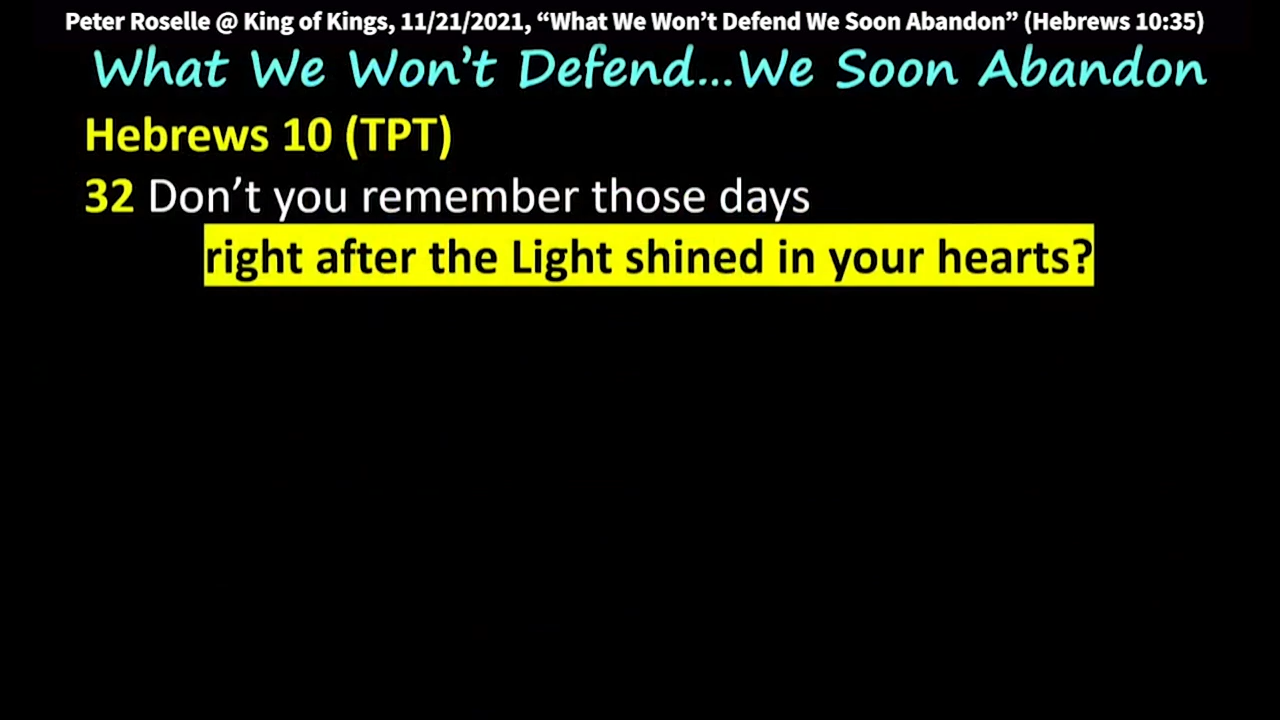 Peter Roselle @ King of Kings, 11/21/2021, “What We Won’t Defend We Soon Abandon” (Hebrews 10:35)
What We Won’t Defend...We Soon Abandon
Hebrews 10 (TPT)
32 Don’t you remember those days
right after the Light shined in your hearts?